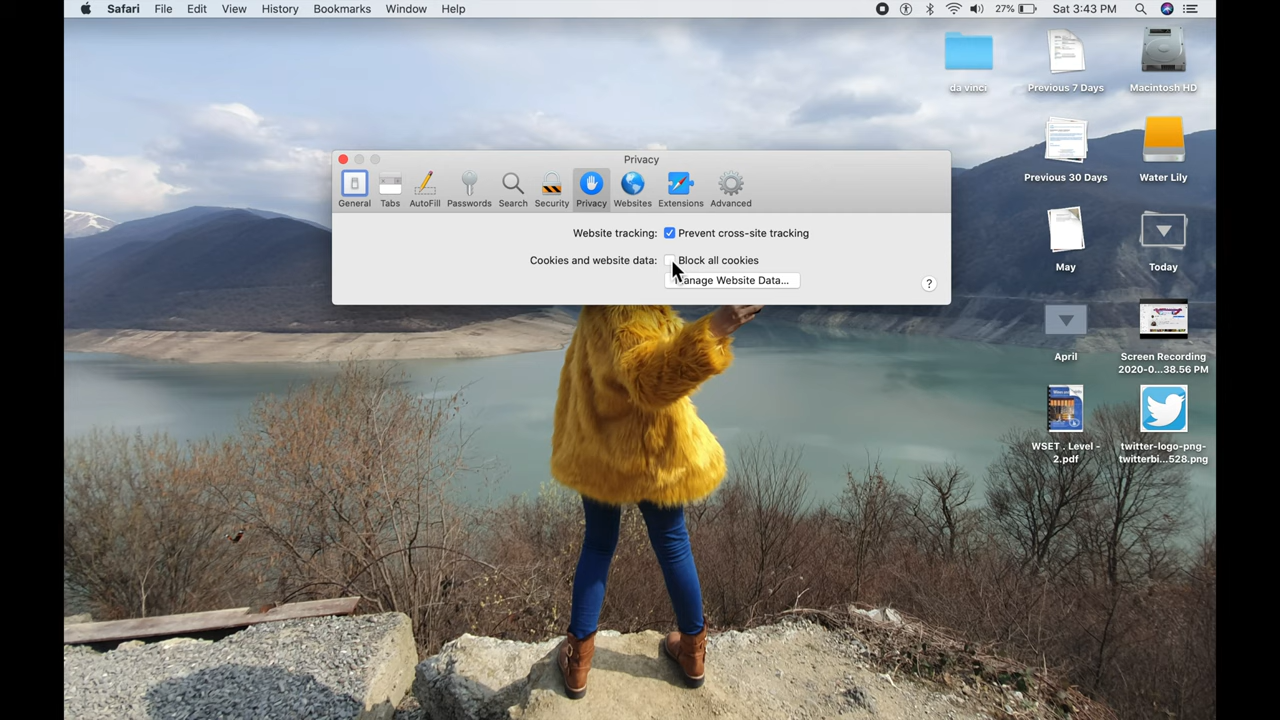 Safari File Edit View History Bookmarks Window Help 27% Sat 3:43 PM
da vinci
Previous 7 Days
Macintosh HD
Previous 30 Days
Water Lily
May
Today
April
Screen Recording
2020-0...38.56 PM
WSET . Level -
2.pdf
twitter-logo-png-
twitterbi...528.png
Privacy
General Tabs AutoFill Passwords Search Security Privacy Websites Extensions Advanced
Website tracking: Prevent cross-site tracking
Cookies and website data: Block all cookies
Manage Website Data...
?